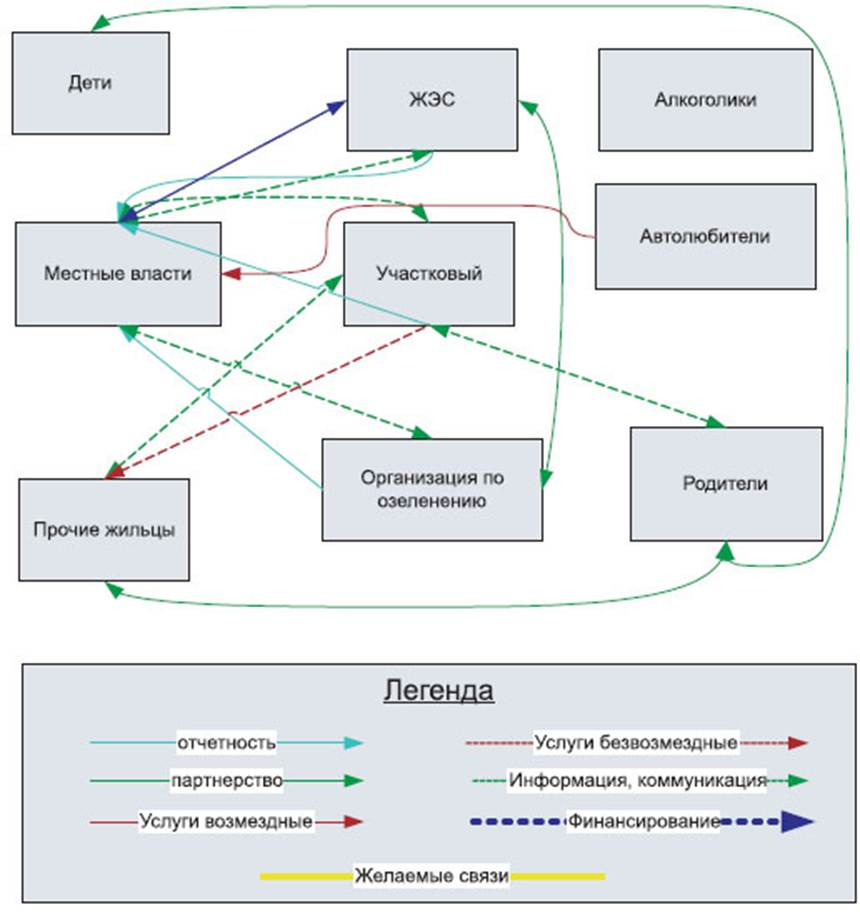 Дети
ЖЭС
Алкоголики
Автолюбители
Местные власти
Участковый
Организация по
озеленению
Родители
Прочие жильцы
Легенда
отчетность
Услуги безвозмездные
партнерство
Информация, коммуникация
Услуги возмездные
Финансирование
Желаемые связи